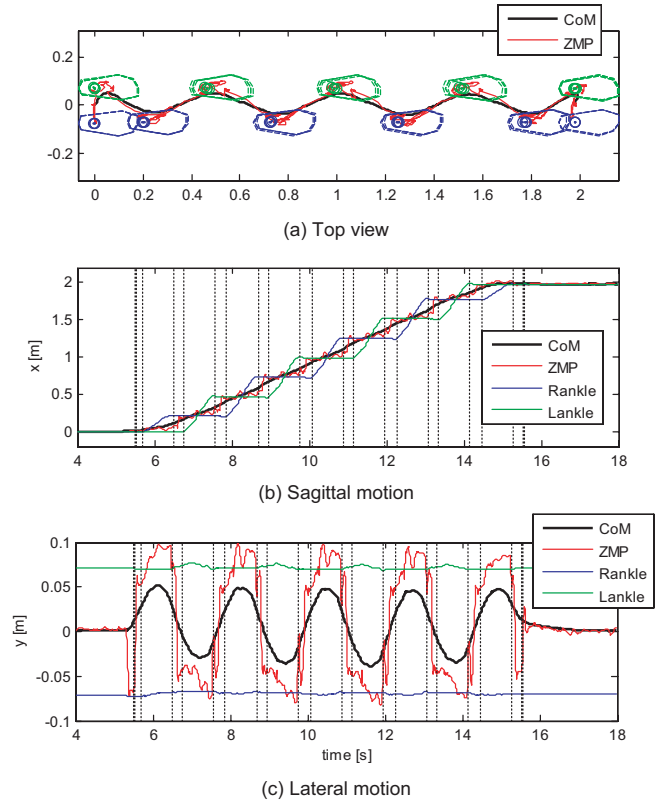 CoM
ZMP
0.2
0
-0.2
0 0.2 0.4 0.6 0.8 1 1.2 1.4 1.6 1.8 2
(a) Top view
x [m]
2
1.5
1
0.5
0
CoM
ZMP
Rankle
Lankle
4 6 8 10 12 14 16 18
(b) Sagittal motion
CoM
ZMP
Rankle
Lankle
y [m]
0.1
0.05
0
-0.05
-0.1
4 6 8 10 12 14 16 18
time [s]
(c) Lateral motion